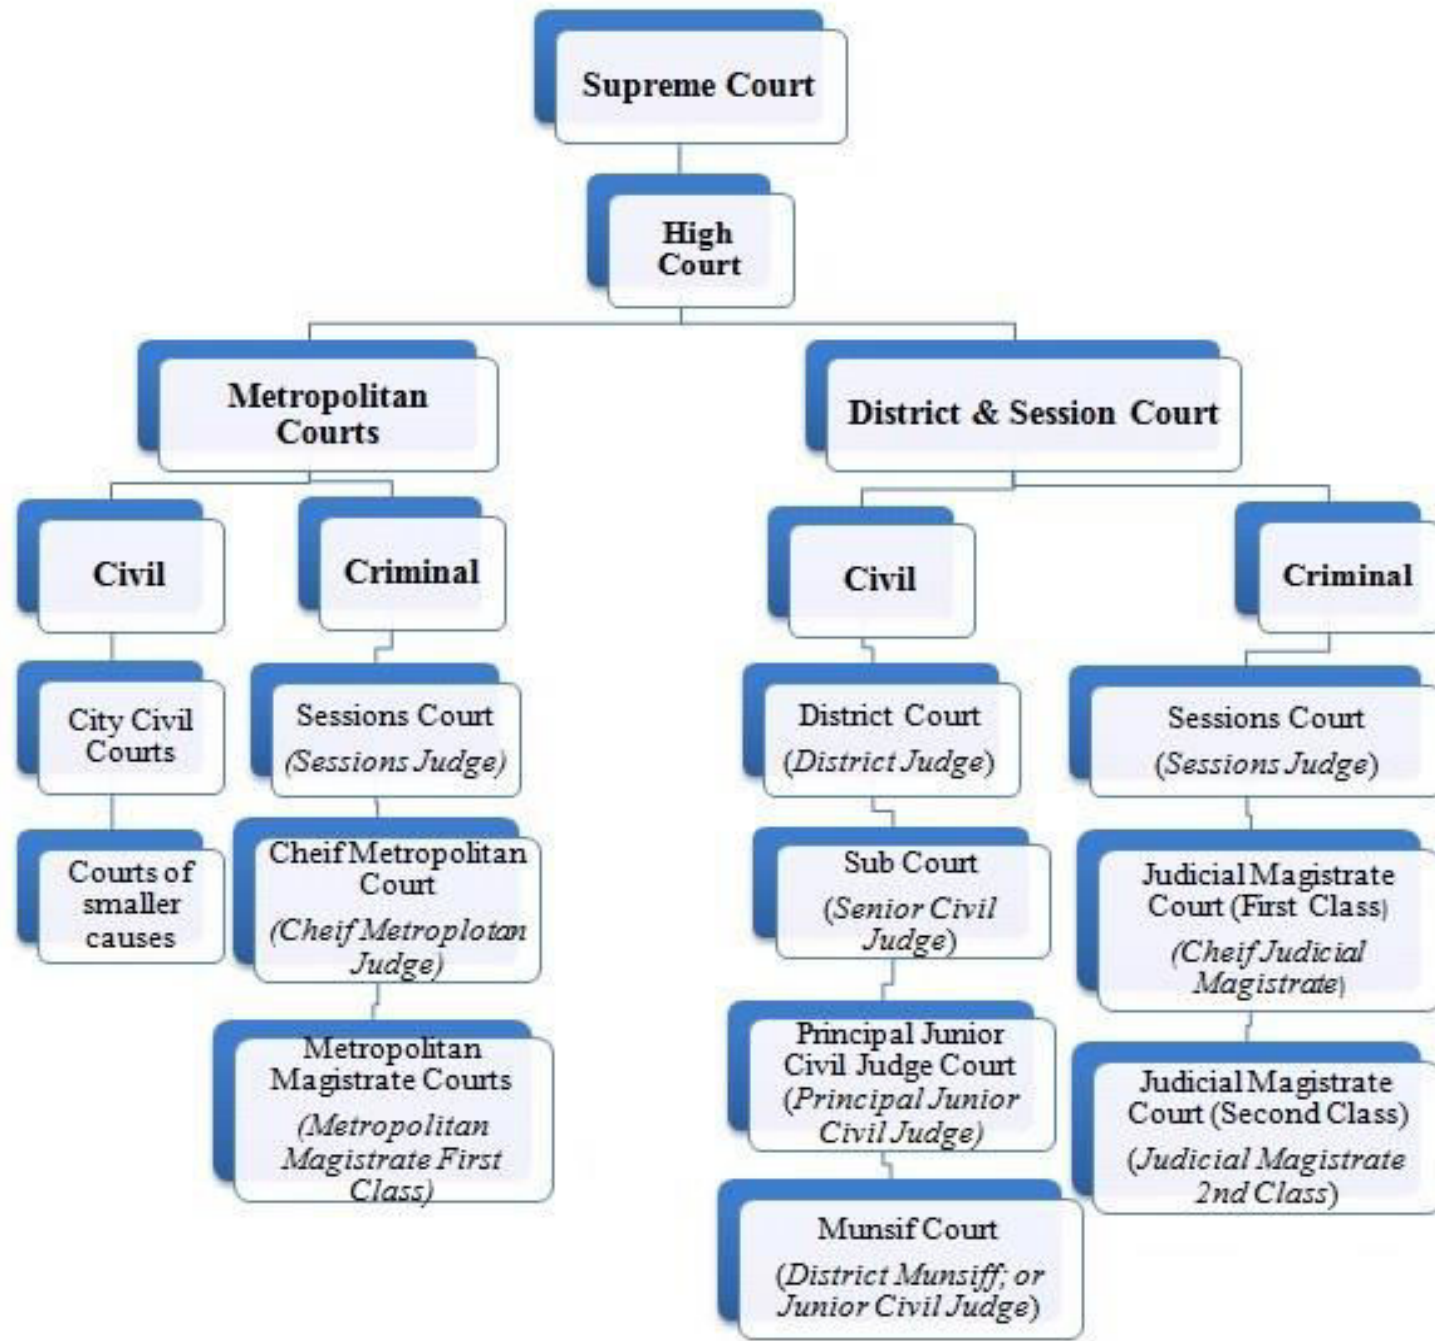 Supreme Court
High
Court
Metropolitan
Courts
District & Session Court
Civil
Criminal
Civil
Criminal
City Civil
Courts
Sessions Court
(Sessions Judge)
District Court
(District Judge)
Sessions Court
(Sessions Judge)
Courts of
smaller
causes
Cheif Metropolitan
Court
(Cheif Metroplotan
Judge)
Sub Court
(Senior Civil
Judge)
Judicial Magistrate
Court (First Class)
(Cheif Judicial
Magistrate)
Metropolitan
Magistrate Courts
(Metropolitan
Magistrate First
Class)
Principal Junior
Civil Judge Court
(Principal Junior
Civil Judge)
Judicial Magistrate
Court (Second Class)
(Judicial Magistrate
2nd Class)
Munsif Court
(District Munsiff; or
Junior Civil Judge)